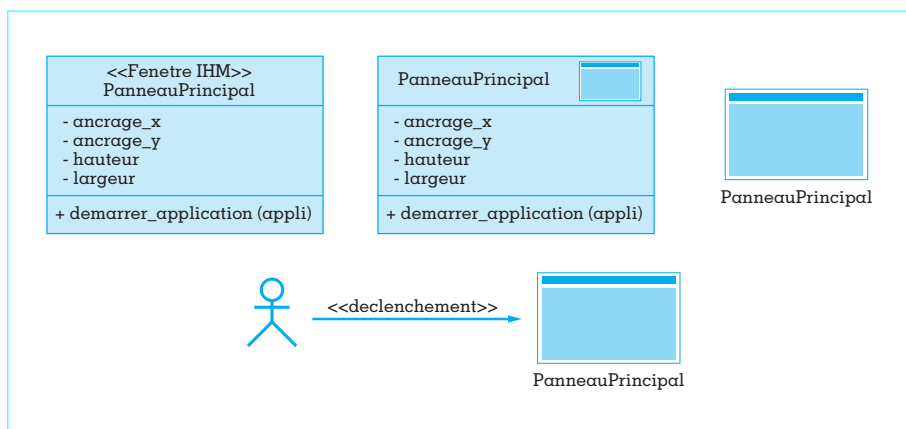 <<Fenetre IHM>>
PanneauPrincipal
- ancrage_x
- ancrage_y
- hauteur
- largeur
+ demarrer_application (appli)
PanneauPrincipal
- ancrage_x
- ancrage_y
- hauteur
- largeur
+ demarrer_application (appli)
PanneauPrincipal
<<declenchement>>
PanneauPrincipal